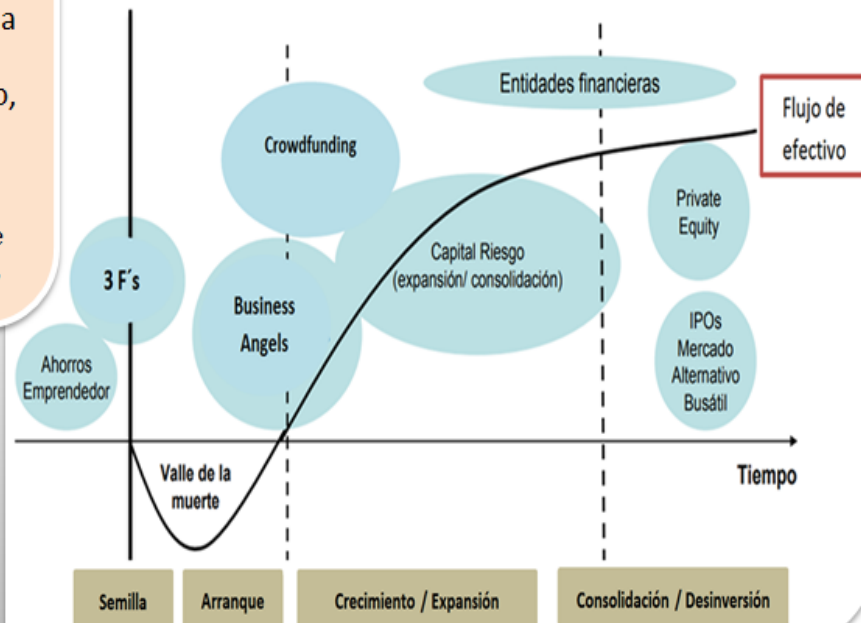 a
o,
e
Entidades financieras
Flujo de
efectivo
Crowdfunding
Private
Equity
Capital Riesgo
(expansión/ consolidación)
3 F´s
Business
Angels
IPOs
Mercado
Alternativo
Busátil
Ahorros
Emprendedor
Valle de la
muerte
Tiempo
Semilla
Arranque
Crecimiento / Expansión
Consolidación / Desinversión